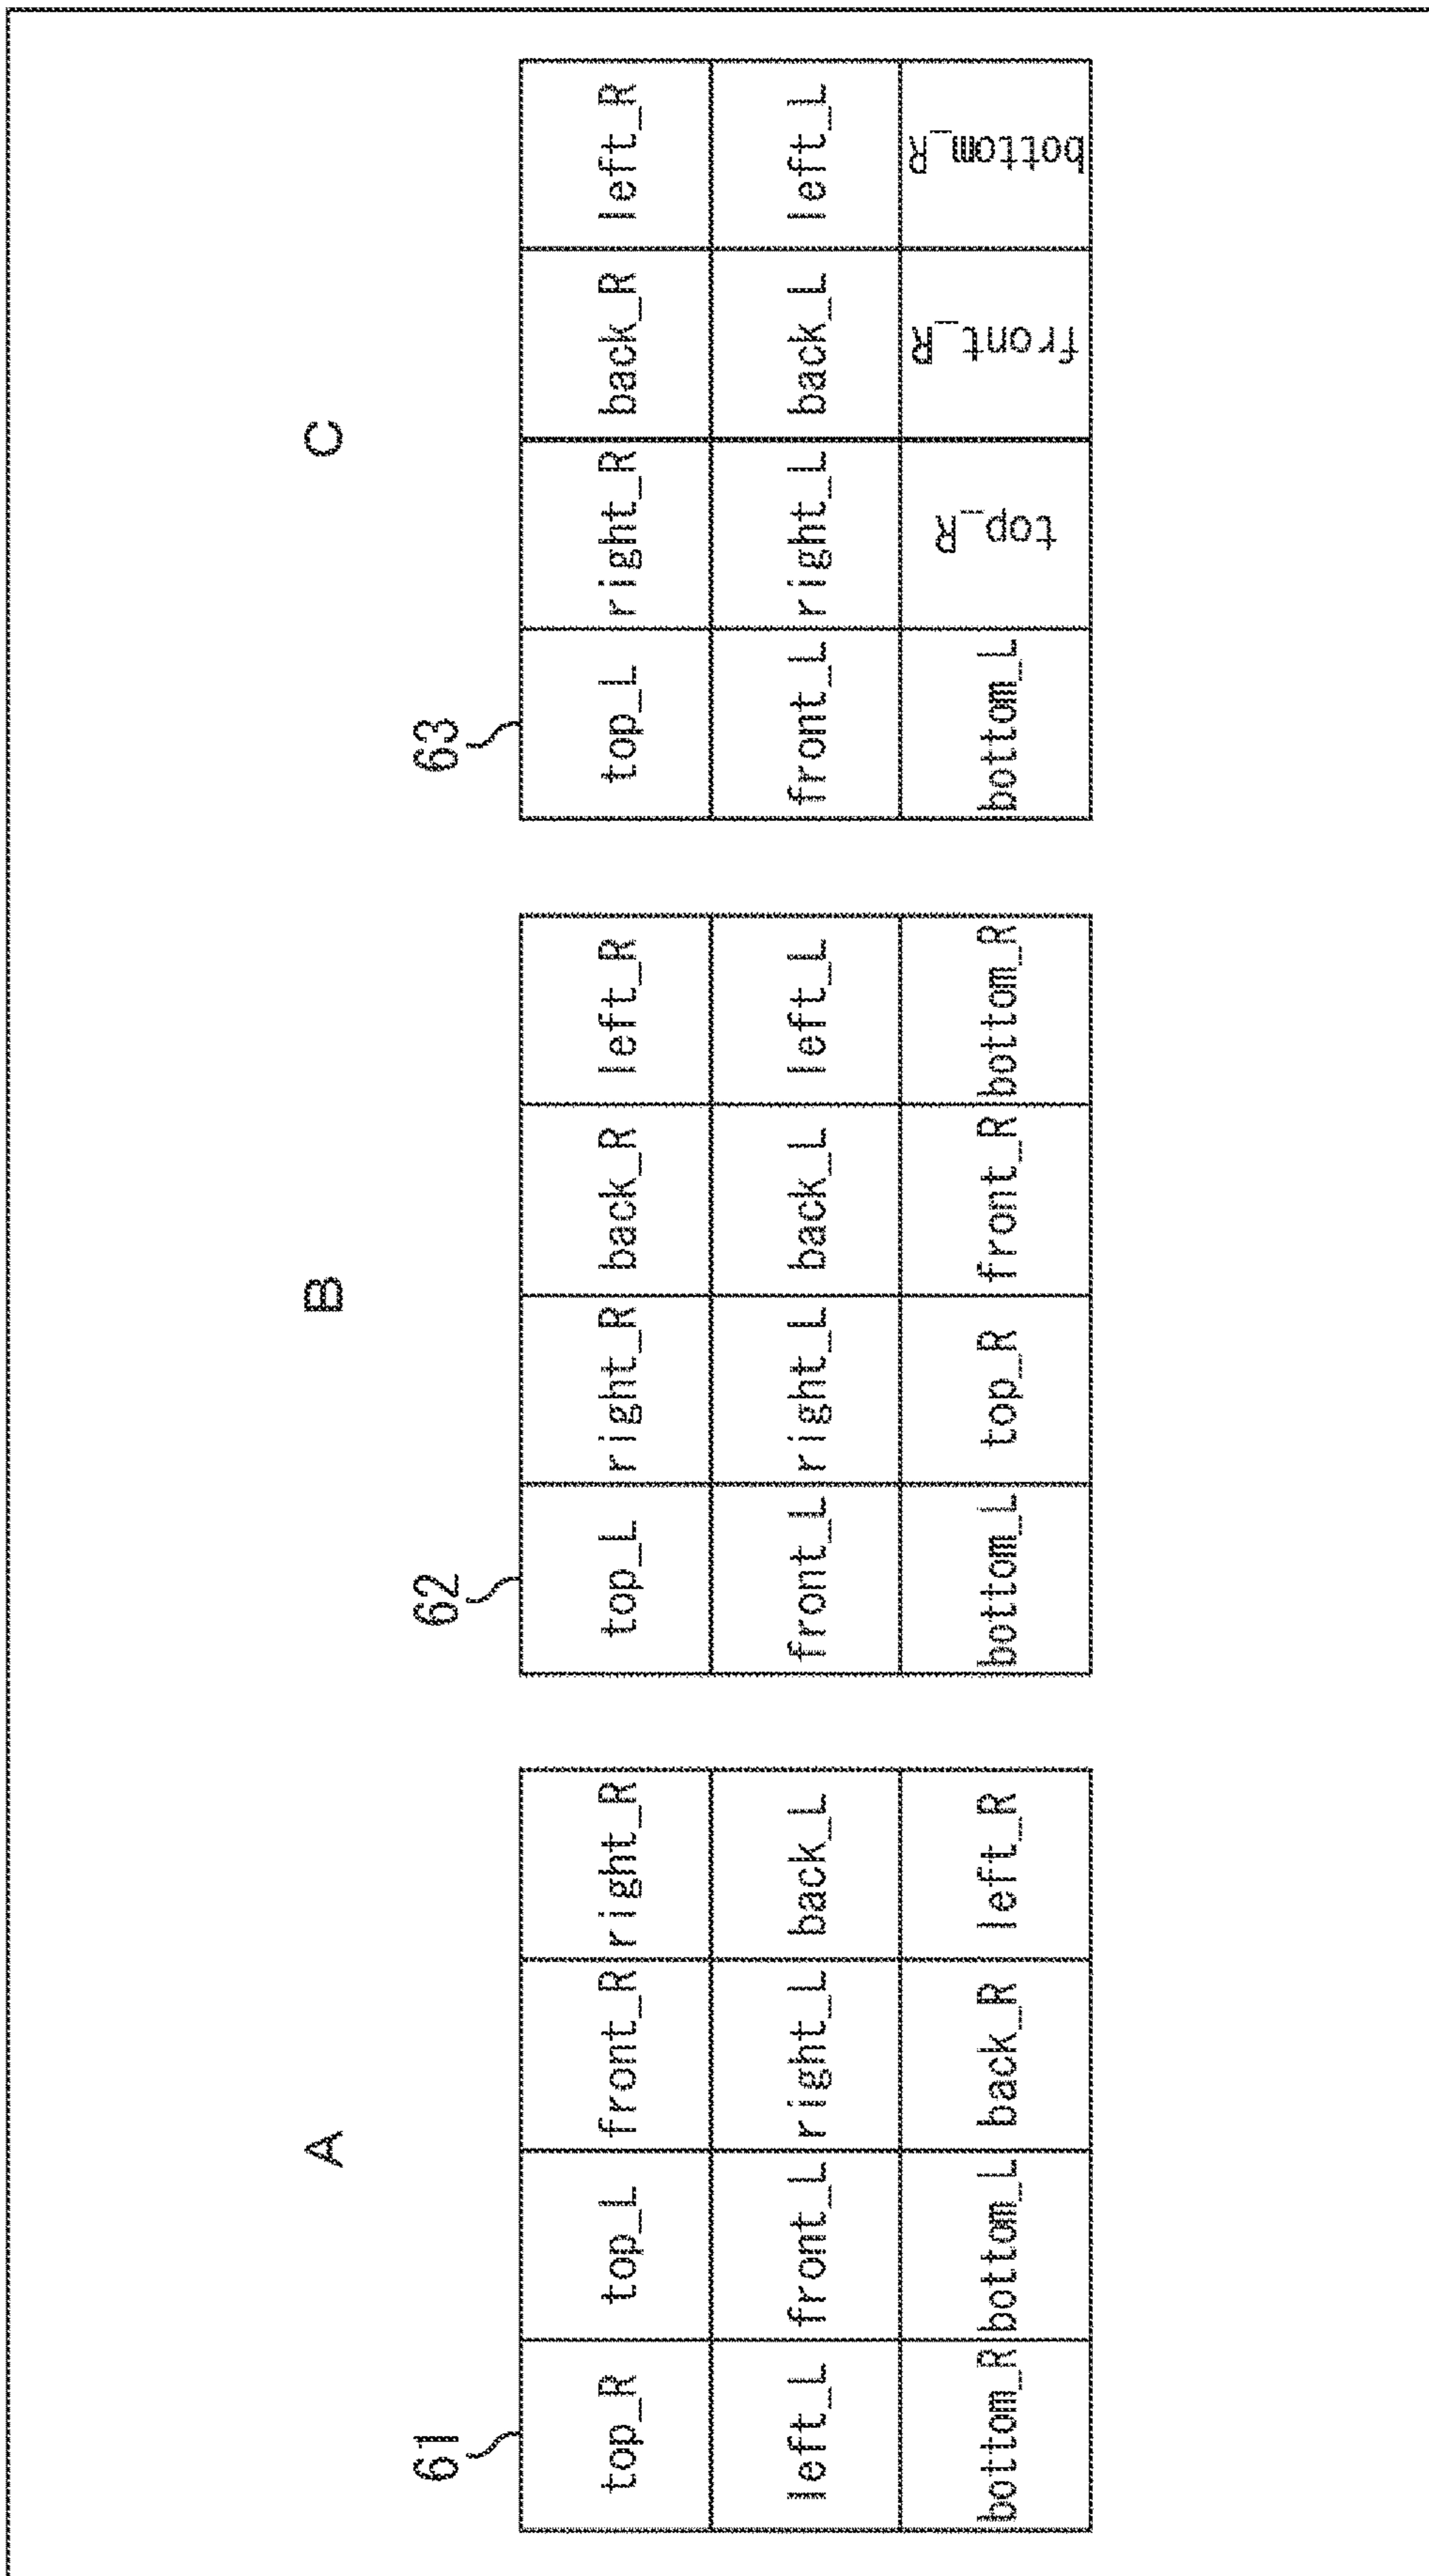 A
61
top_R top_L front_R right_R
left_L front_L right_L back_L
bottom_R bottom_L back_R left_R
B
62
top_L right_R back_R left_R
front_L right_L back_L left_L
bottom_L top_R front_R bottom_R
C
63
top_L right_R back_R left_R
front_L right_L back_L left_L
bottom_L top_R front_R bottom_R